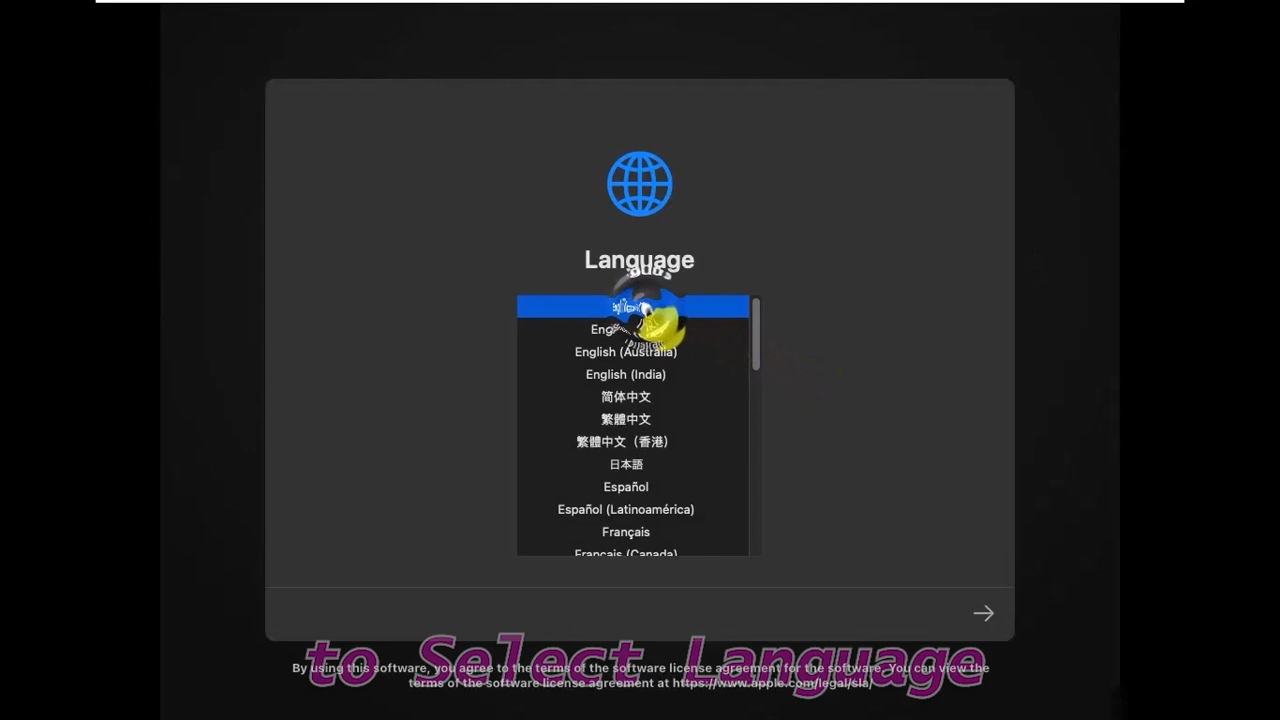 Language
English (Australia)
English (India)
简体中文
繁體中文
繁體中文（香港）
日本語
Español
Español (Latinoamérica)
Français
Français (Canada)
to Select Language
By using this software, you agree to the terms of the software license agreement for the software. You can view the
terms of the software license agreement at https://www.apple.com/legal/sla/